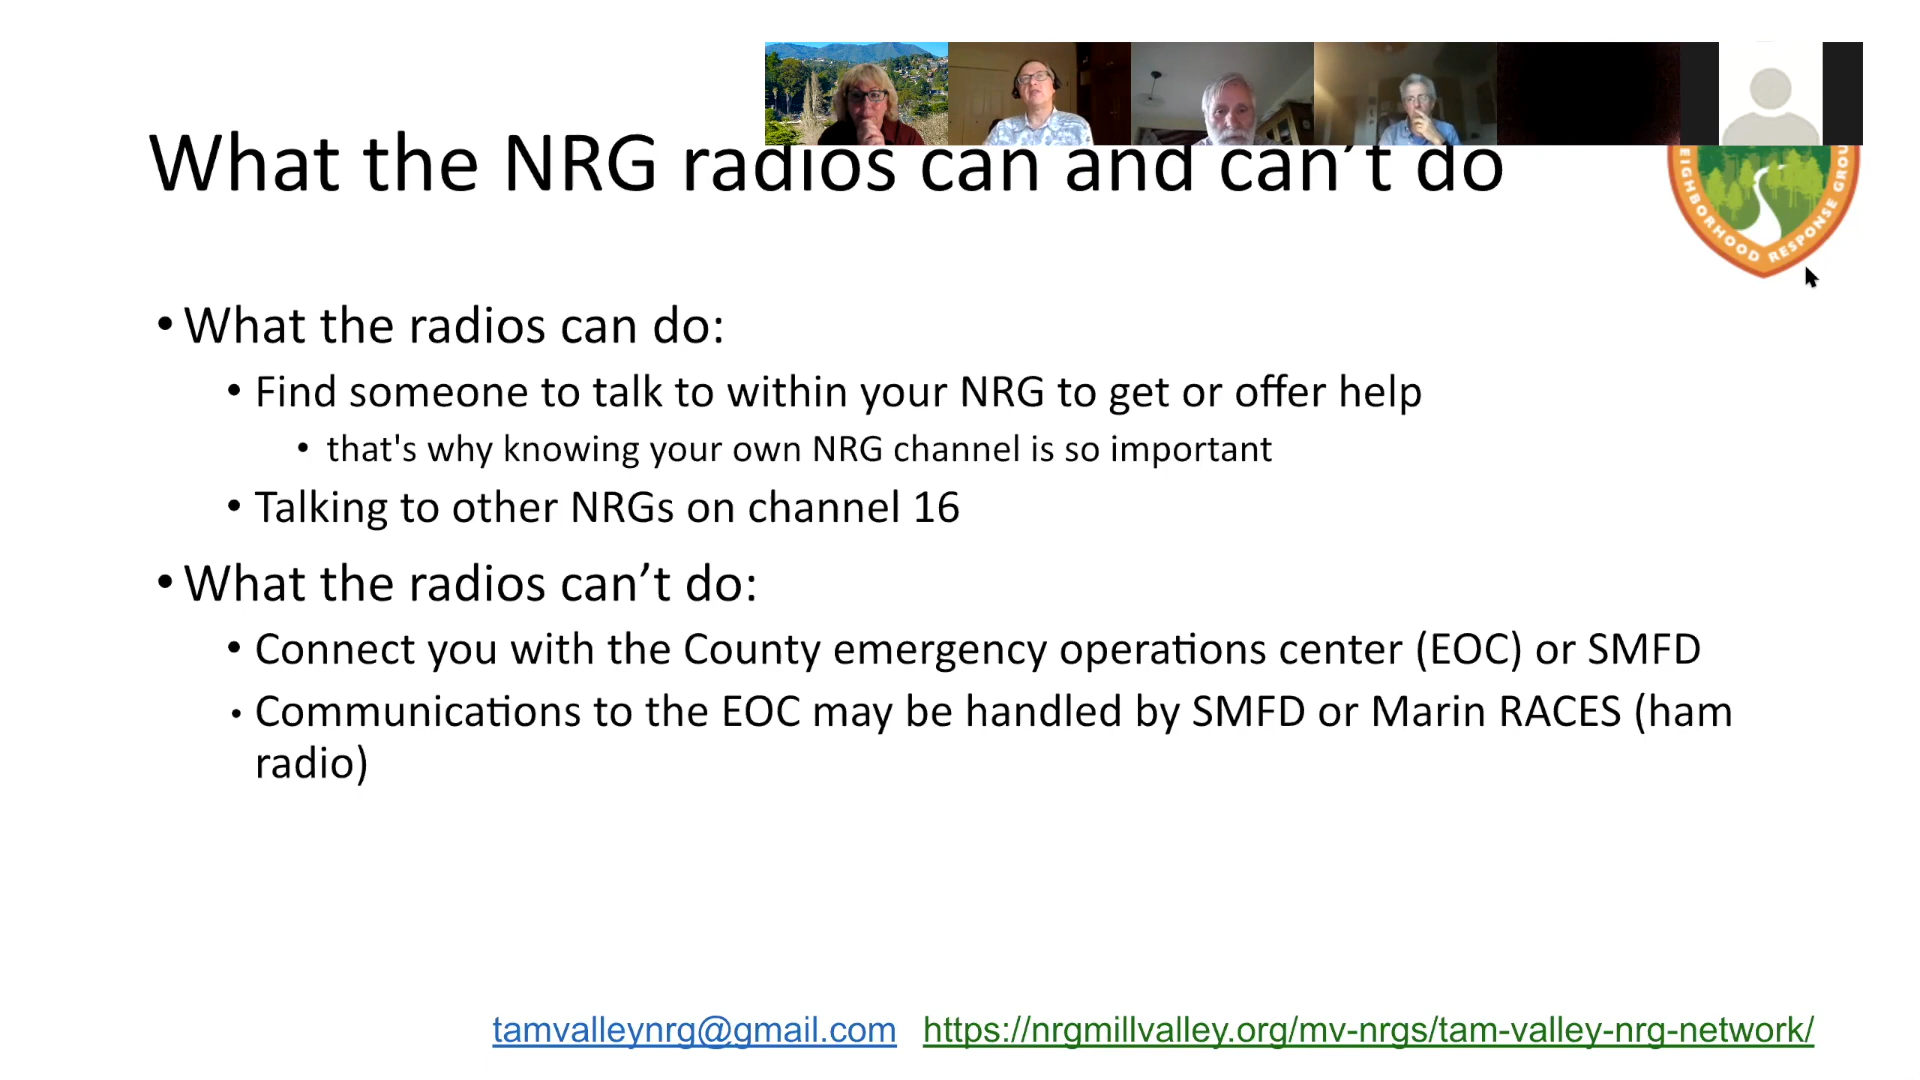 What the NRG radios can and can’t do
EIGHBORHOOD RESPONSE GROU
• What the radios can do:
• Find someone to talk to within your NRG to get or offer help
• that's why knowing your own NRG channel is so important
• Talking to other NRGs on channel 16
• What the radios can’t do:
• Connect you with the County emergency operations center (EOC) or SMFD
• Communications to the EOC may be handled by SMFD or Marin RACES (ham
radio)
tamvalleynrg@gmail.com https://nrgmillvalley.org/mv-nrgs/tam-valley-nrg-network/